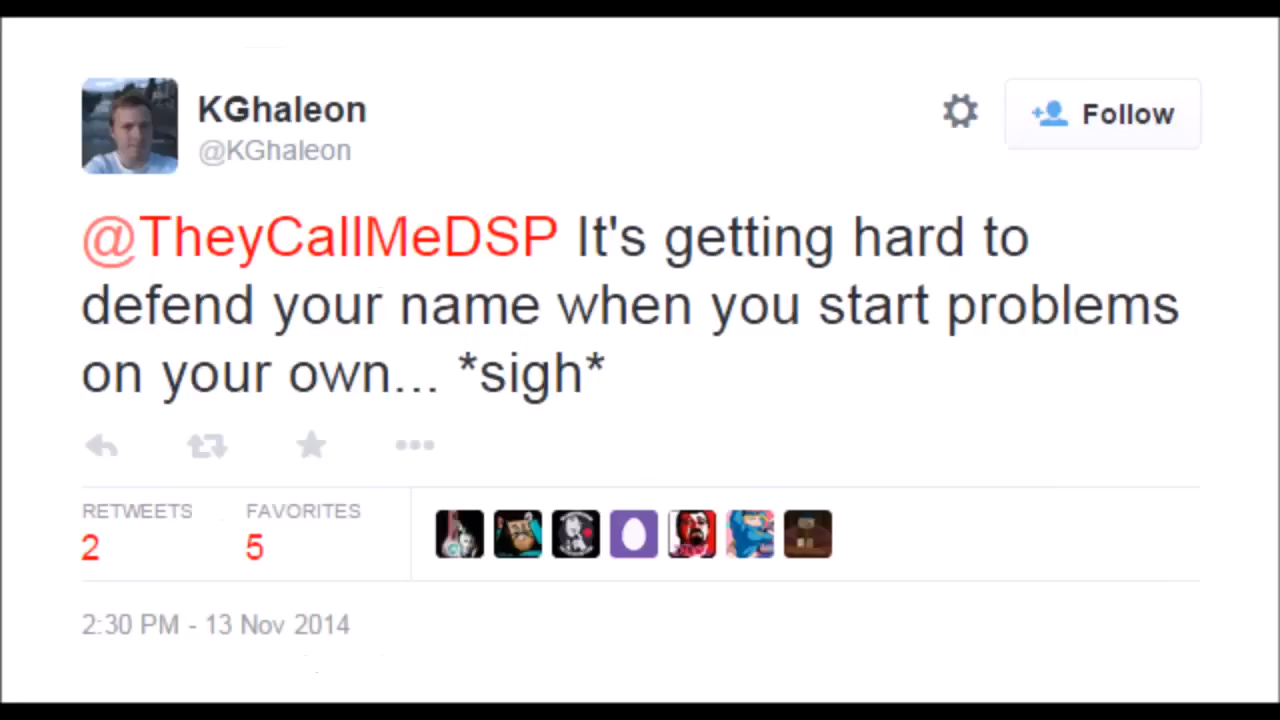 KGhaleon
@KGhaleon
Follow
@TheyCallMeDSP It's getting hard to
defend your name when you start problems
on your own... *sigh*
RETWEETS FAVORITES
2 5
2:30 PM - 13 Nov 2014